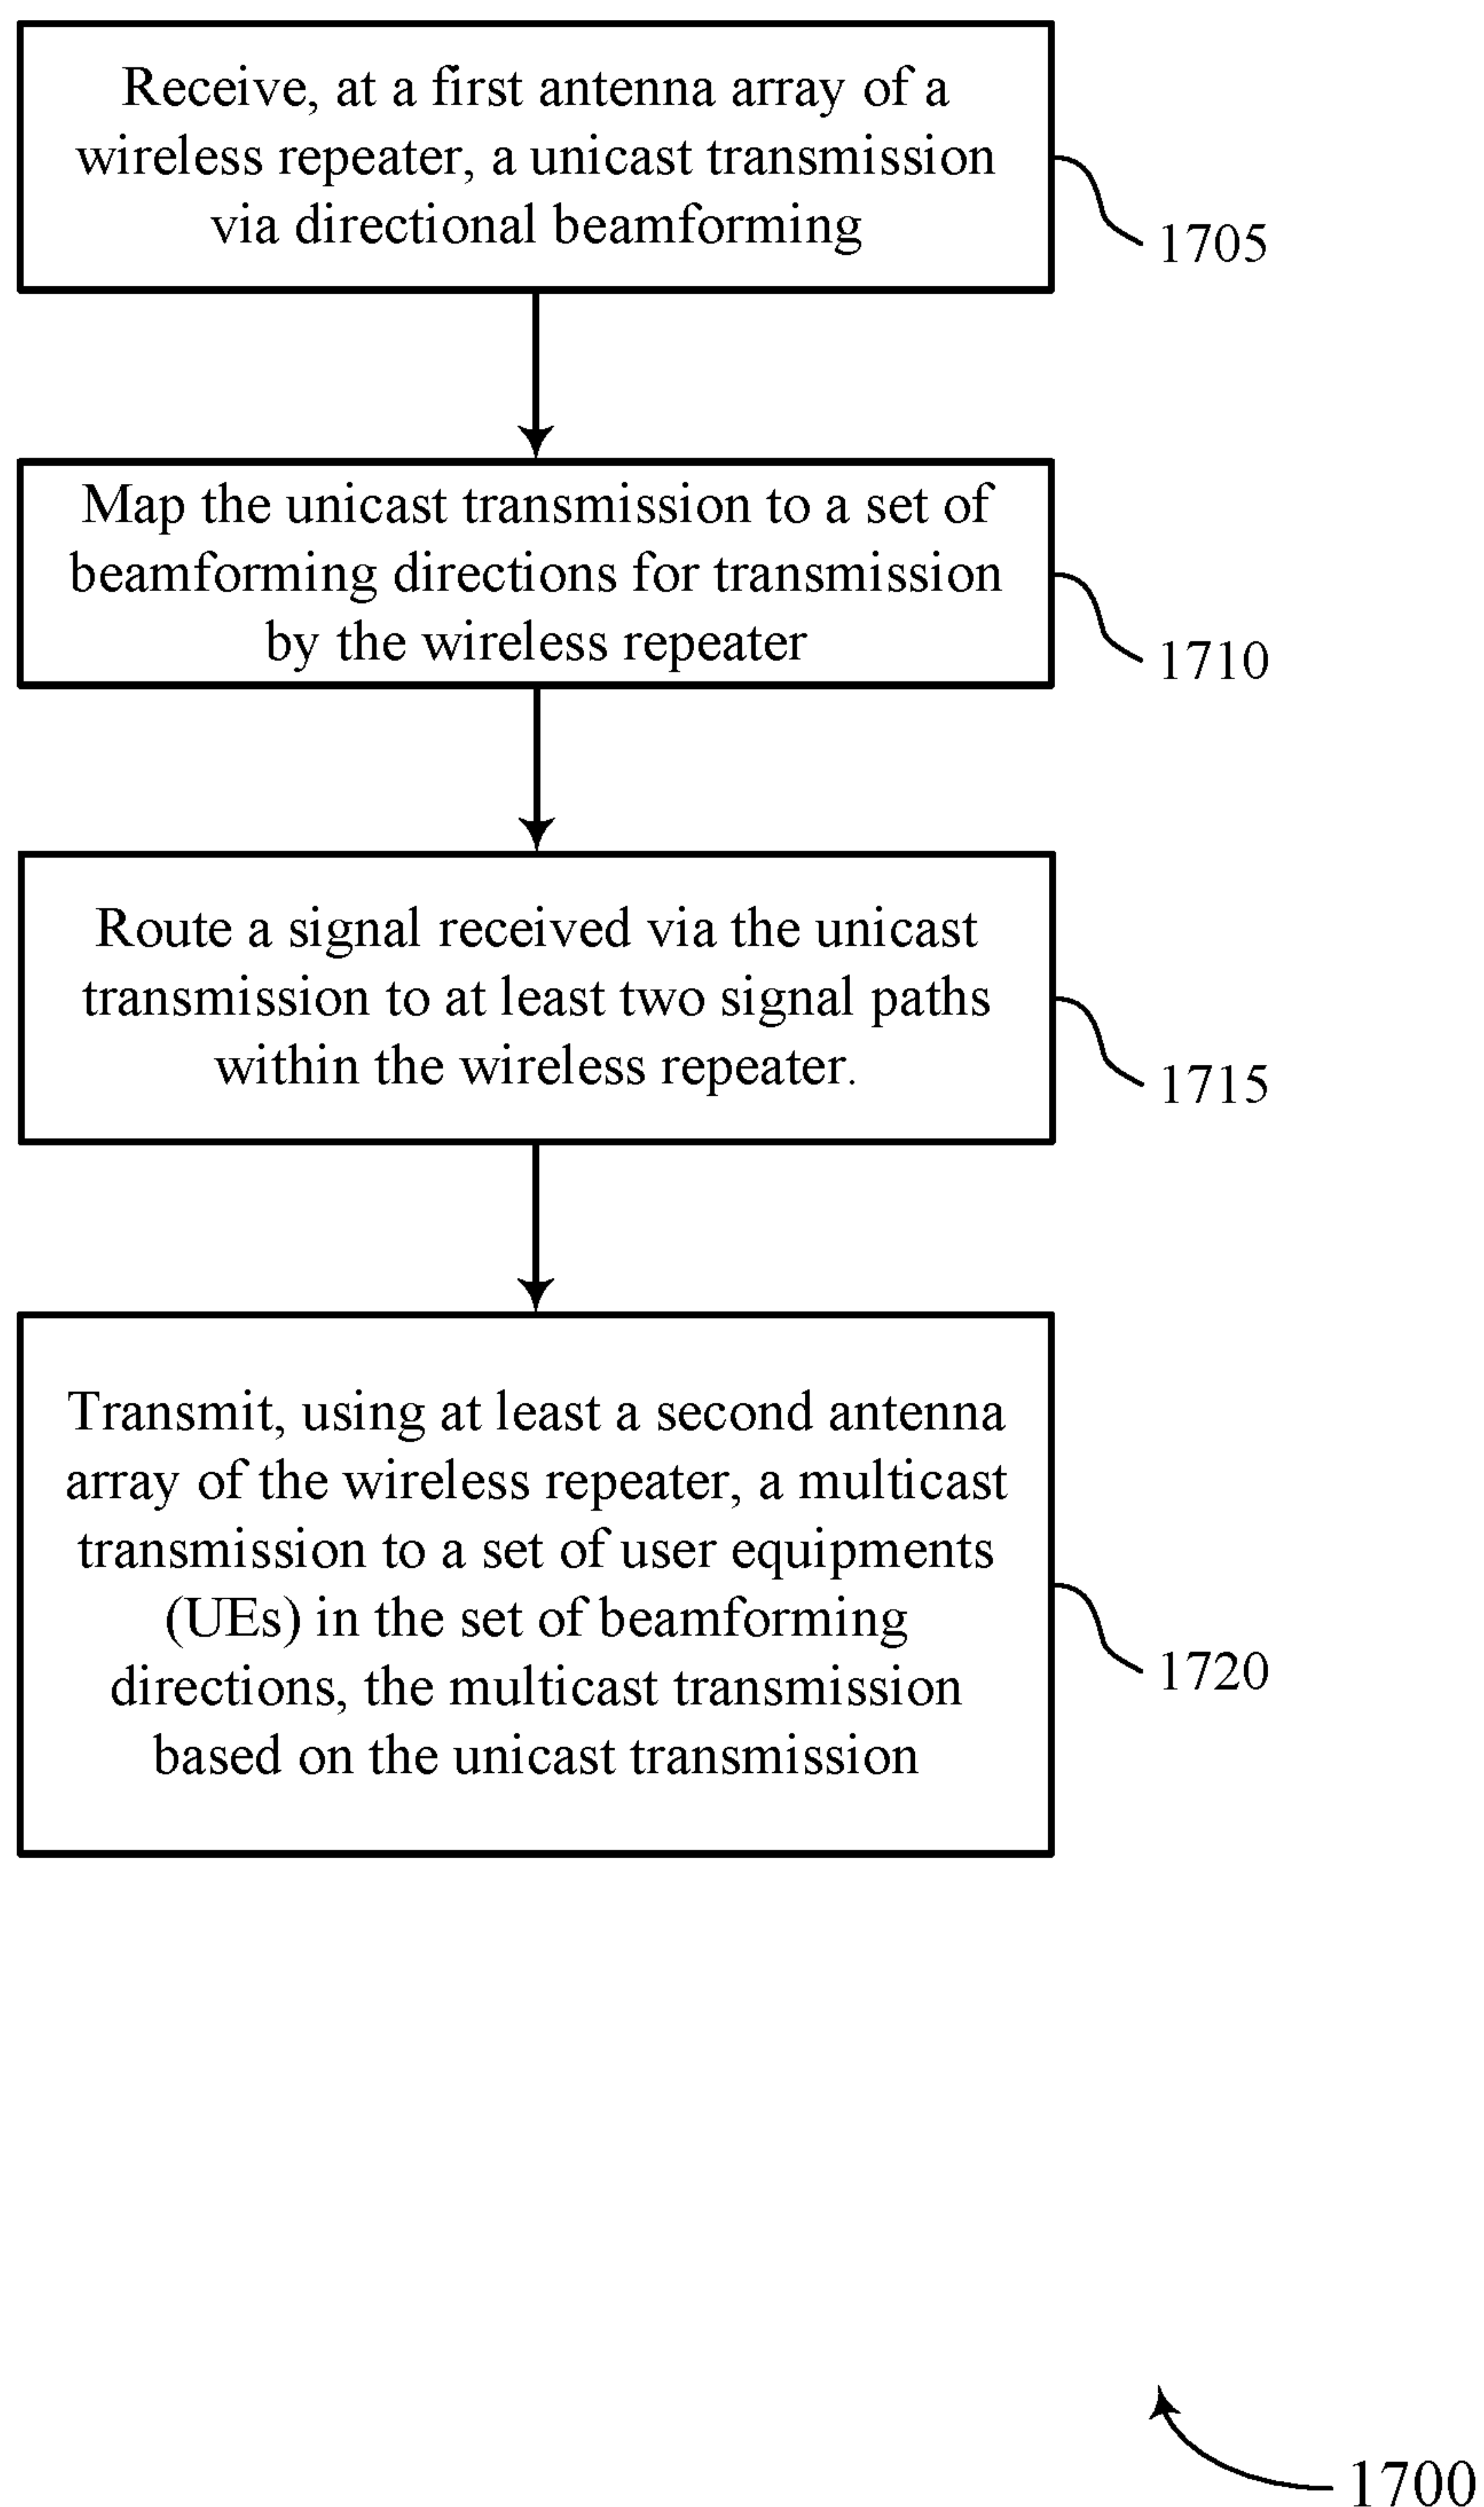 Receive, at a first antenna array of a
wireless repeater, a unicast transmission
via directional beamforming
1705
Map the unicast transmission to a set of
beamforming directions for transmission
by the wireless repeater
1710
Route a signal received via the unicast
transmission to at least two signal paths
within the wireless repeater.
1715
Transmit, using at least a second antenna
array of the wireless repeater, a multicast
transmission to a set of user equipments
(UEs) in the set of beamforming
directions, the multicast transmission
based on the unicast transmission
1720
1700